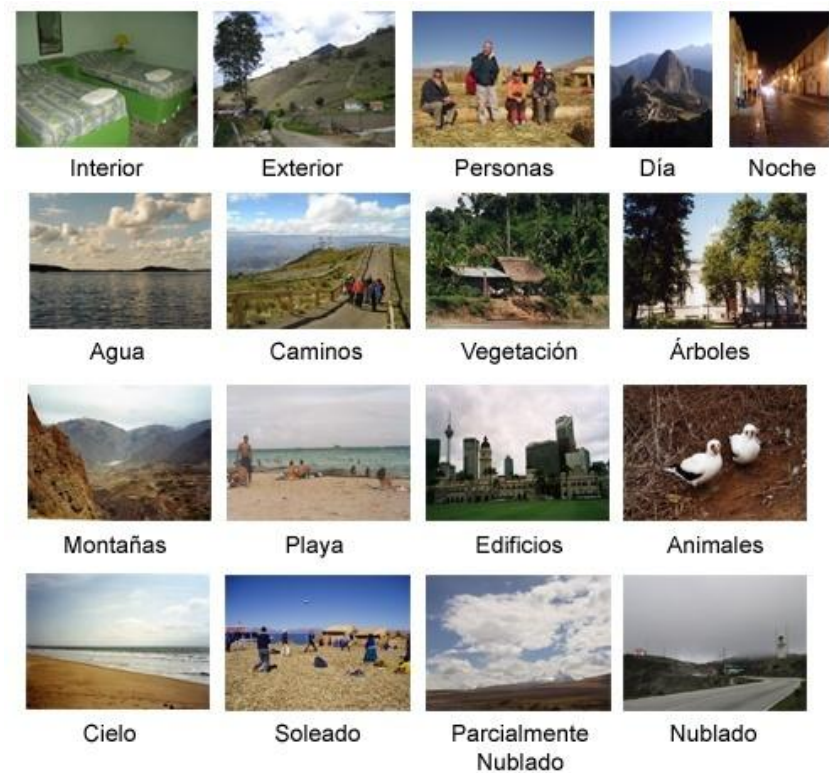 Interior
Exterior
Personas
Día
Noche
Agua
Caminos
Vegetación
Árboles
Montañas
Playa
Edificios
Animales
Cielo
Soleado
Parcialmente
Nublado
Nublado